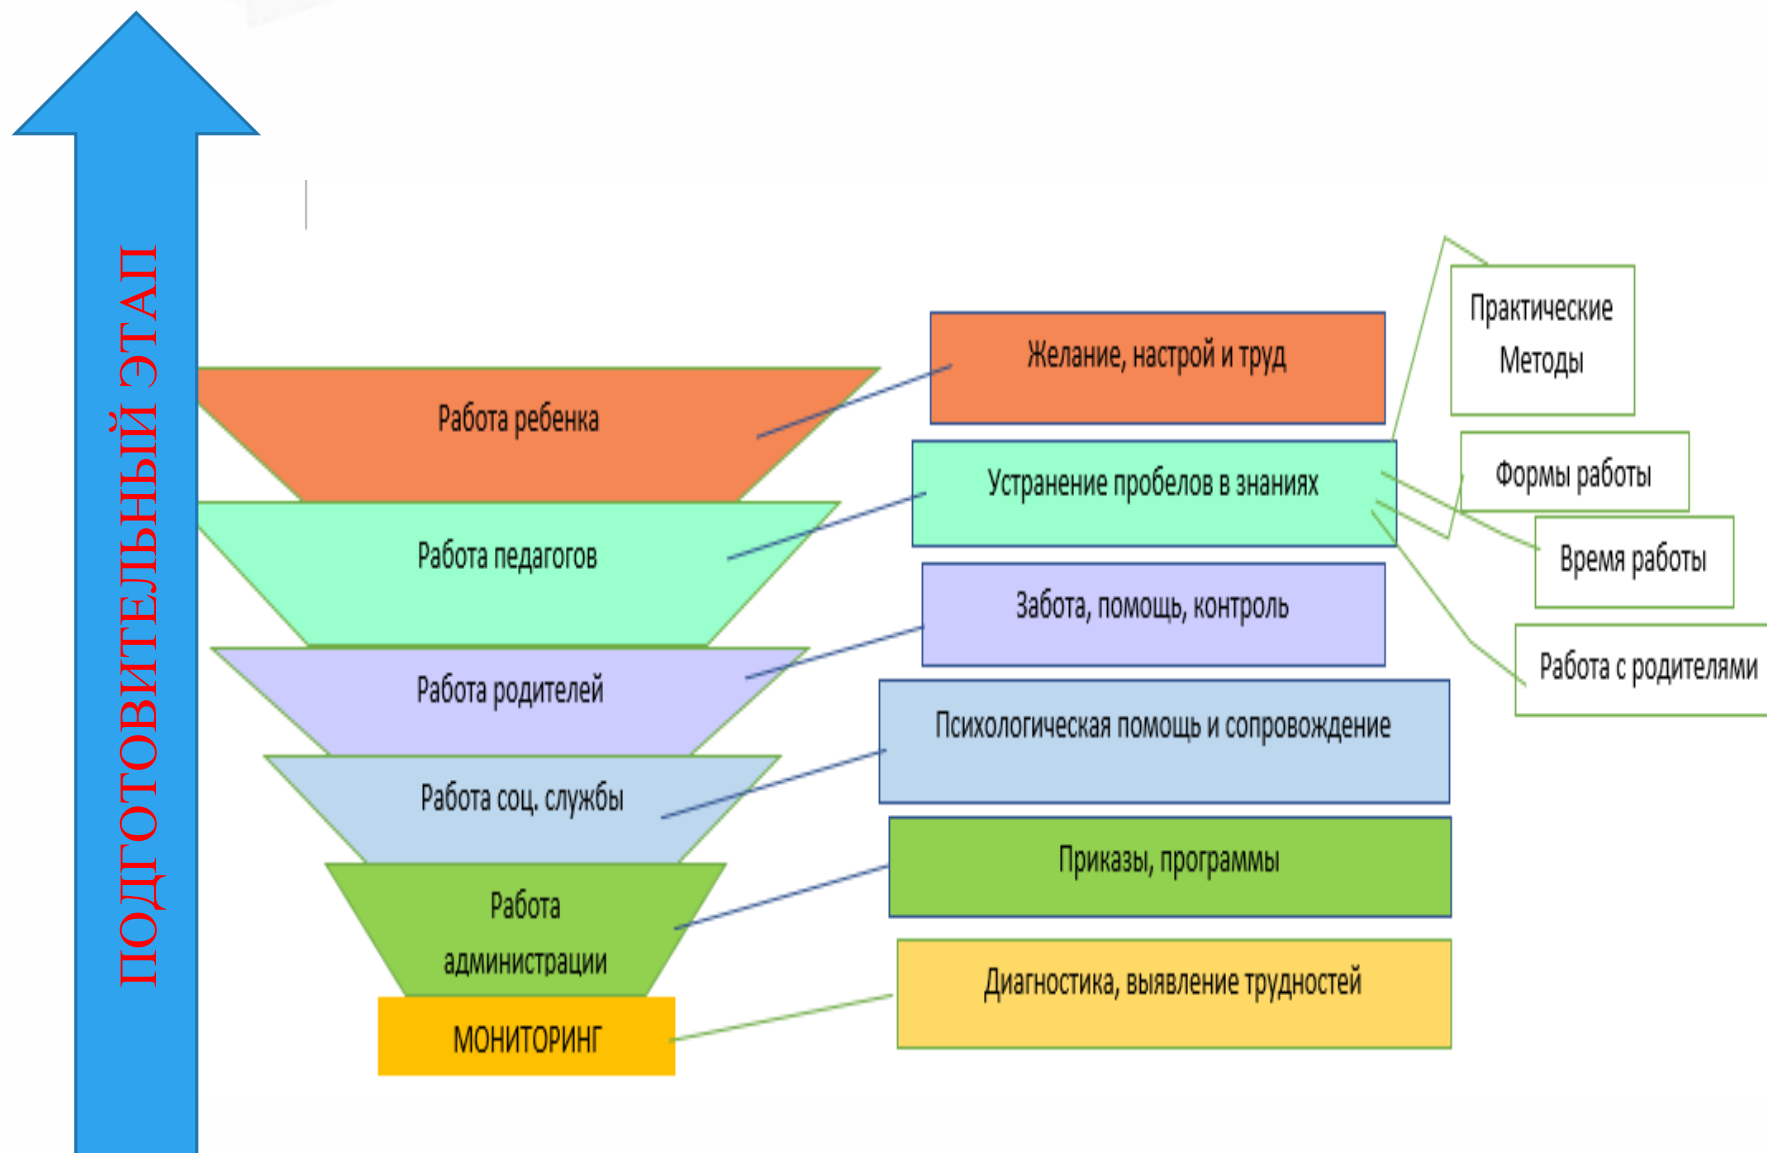 ПОДГОТОВИТЕЛЬНЫЙ ЭТАП
Работа ребенка
Желание, настрой и труд
Практические
Методы
Работа педагогов
Устранение пробелов в знаниях
Формы работы
Время работы
Работа с родителями
Работа родителей
Забота, помощь, контроль
Работа соц. службы
Психологическая помощь и сопровождение
Работа
администрации
Приказы, программы
МОНИТОРИНГ
Диагностика, выявление трудностей